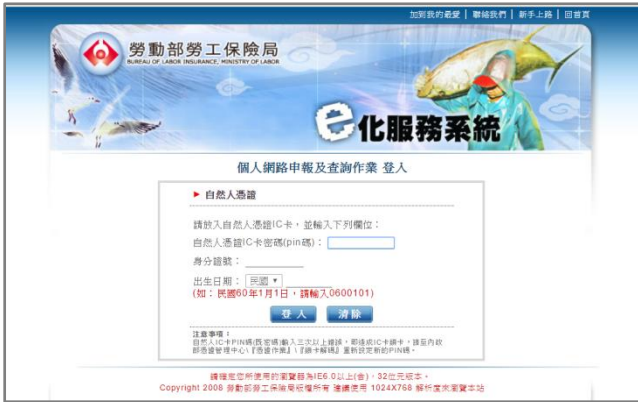 加到我的最愛 | 聯絡我們 | 新手上路 | 回首頁
勞動部勞工保險局
BUREAU OF LABOR INSURANCE, MINISTRY OF LABOR
e化服務系統
個人網路申報及查詢作業 登入
自然人憑證
請放入自然人憑證IC卡，並輸入下列欄位：
自然人憑證IC卡密碼(pin碼)：
身分證號：
出生日期： 民國
(如：民國60年1月1日，請輸入0600101)
登 入 清 除
注意事項：
自然人IC卡PIN碼(既密碼)輸入三次以上錯誤，即造成IC卡鎖卡，請至內政
部憑證管理中心\『憑證作業』\『鎖卡解碼』重新設定新的PIN碼。
請確定您所使用的瀏覽器為IE6.0以上(含)，32位元版本。
Copyright 2008 勞動部勞工保險局版權所有 建議使用 1024X768 解析度來瀏覽本站